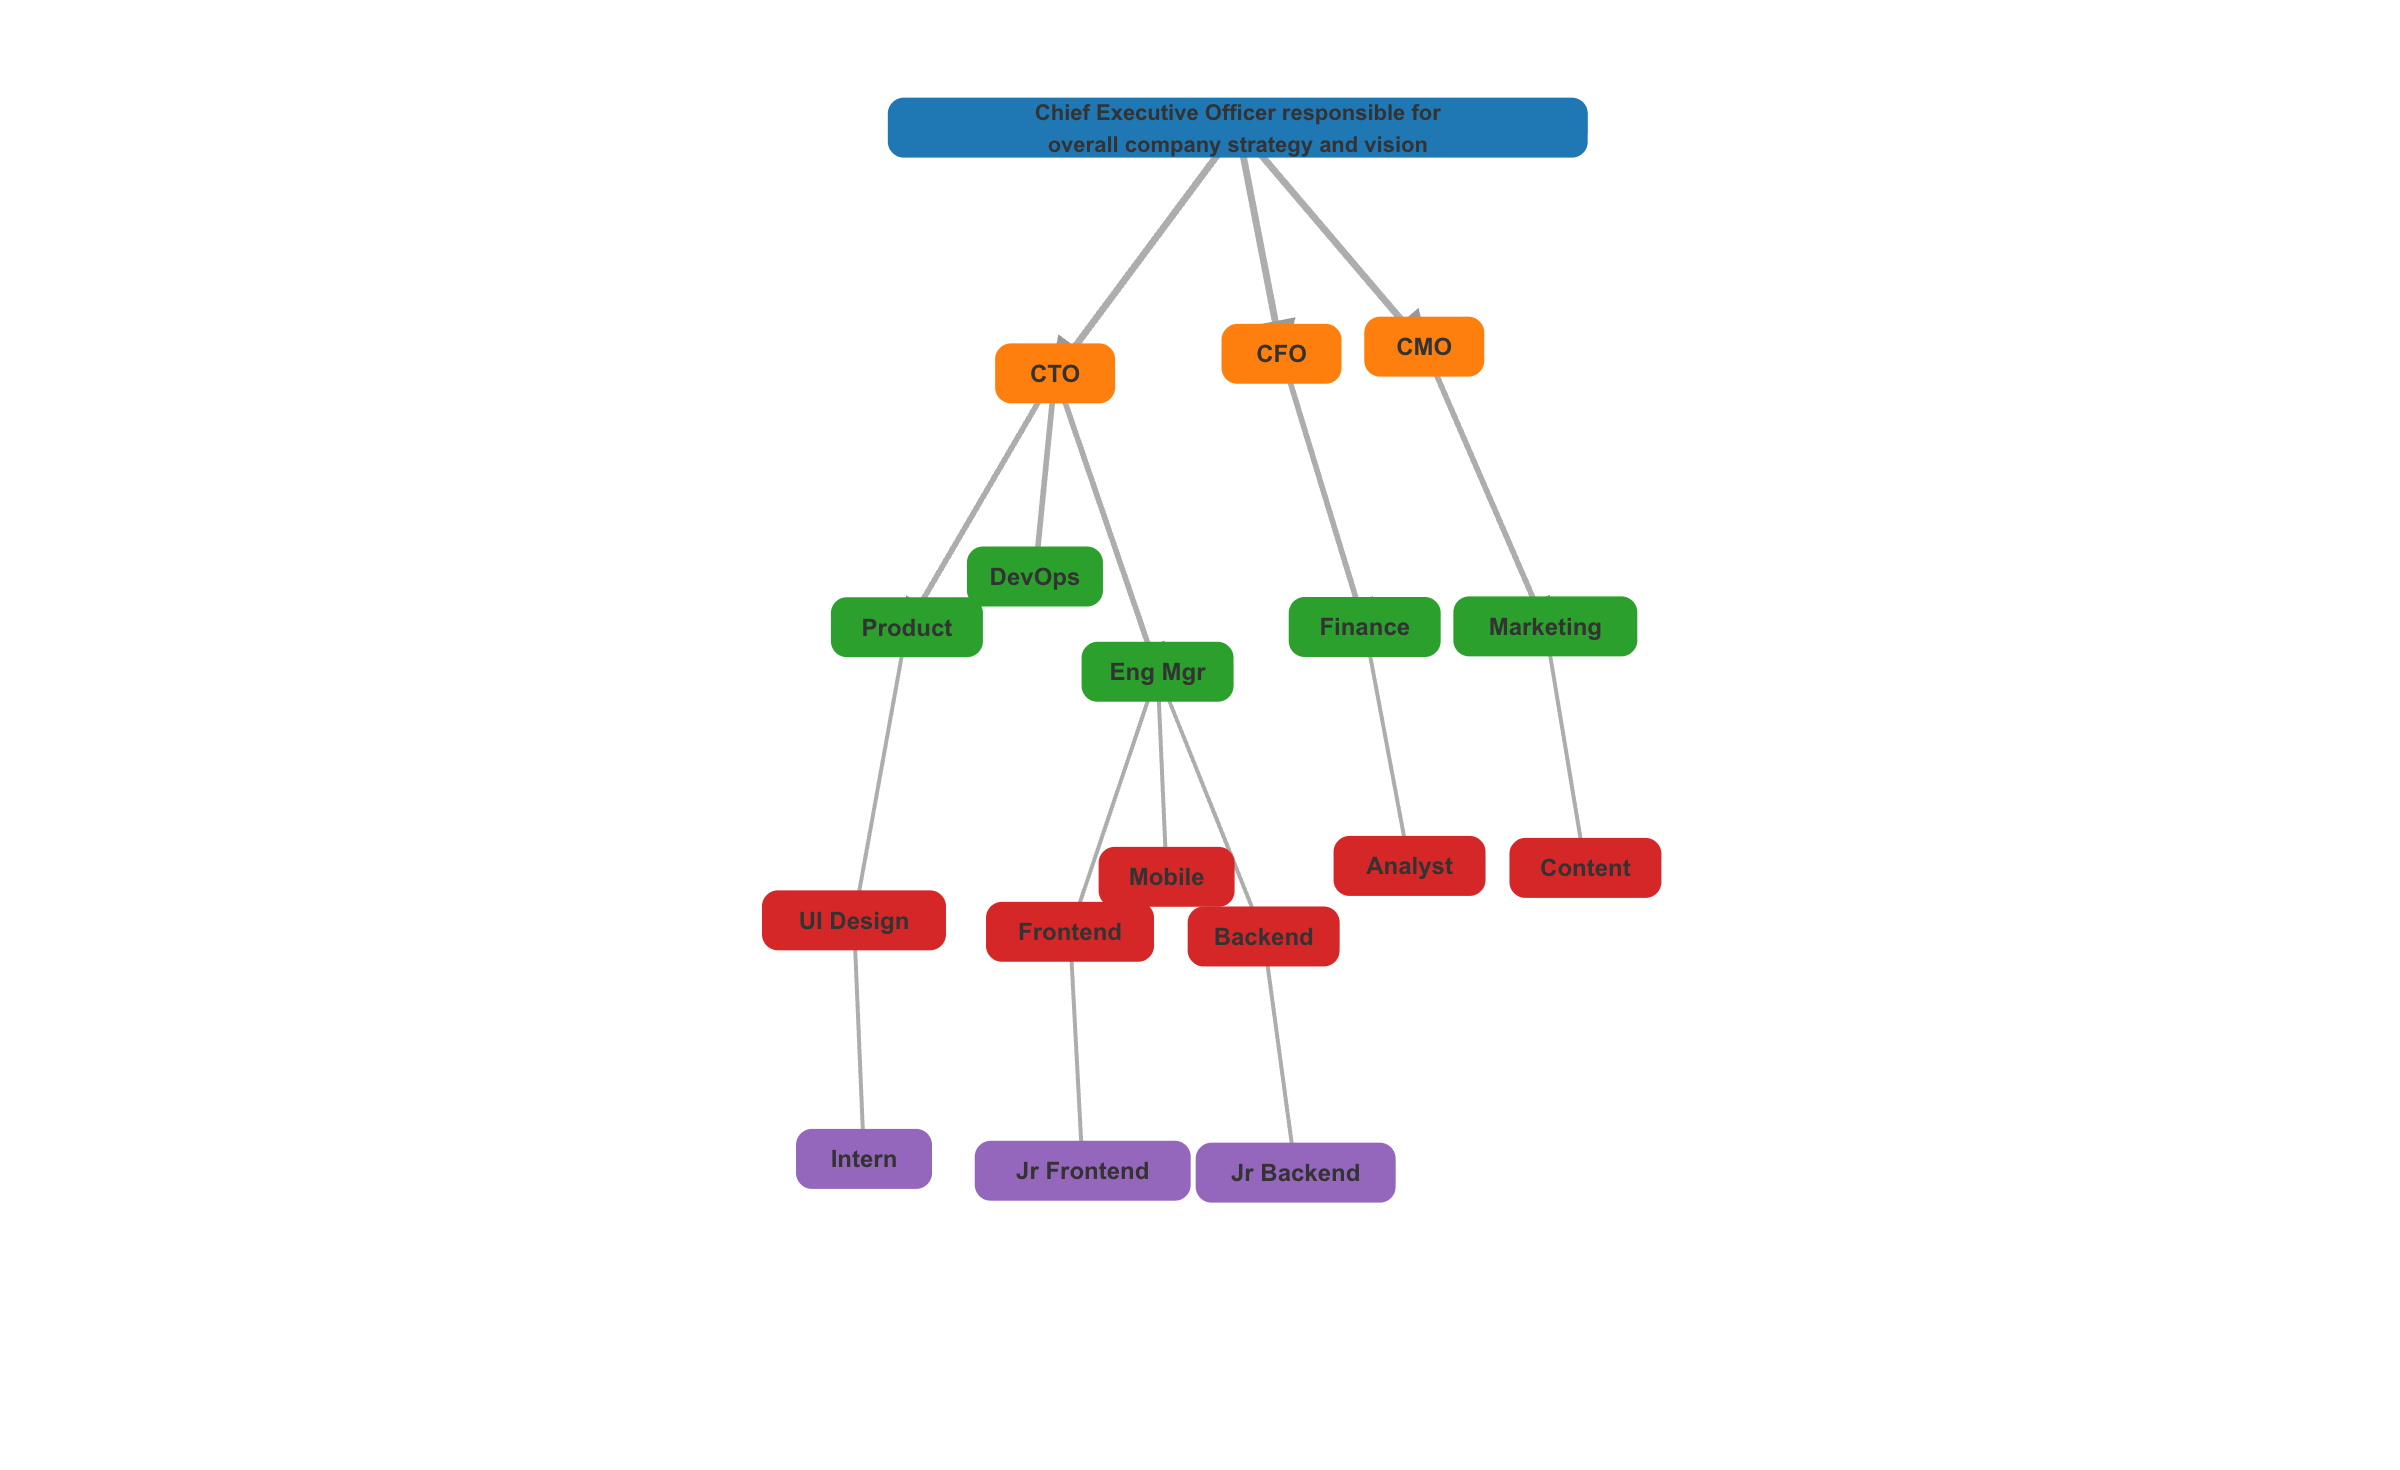 Chief Executive Officer responsible for
overall company strategy and vision
CTO
CFO
CMO
DevOps
Product
Eng Mgr
Finance
Marketing
UI Design
Frontend
Mobile
Backend
Analyst
Content
Intern
Jr Frontend
Jr Backend